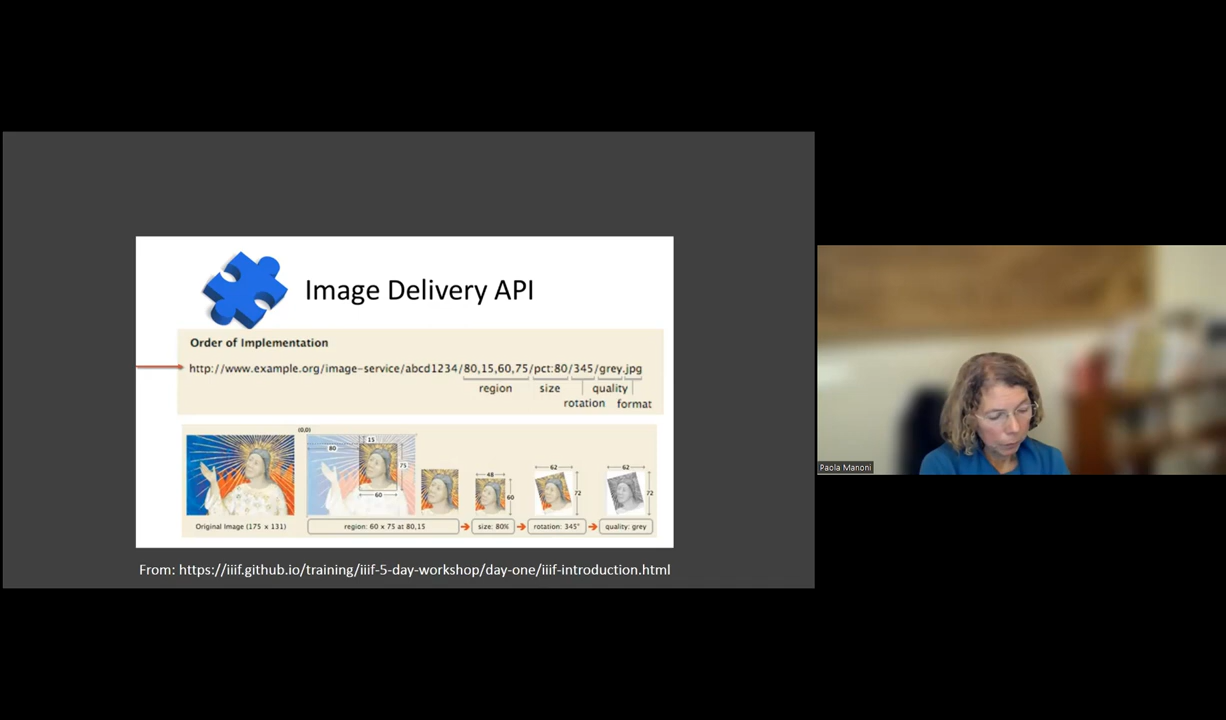 Image Delivery API
Order of Implementation
http://www.example.org/image-service/abcd1234/80,15,60,75/pct:80/345/grey.jpg
region size quality
rotation format
(0,0)
15
80
75
60
48
60
62
72
62
72
Original Image (175 x 131) region: 60 x 75 at 80,15 size: 80% rotation: 345° quality: grey
From: https://iiif.github.io/training/iiif-5-day-workshop/day-one/iiif-introduction.html
Paola Manoni